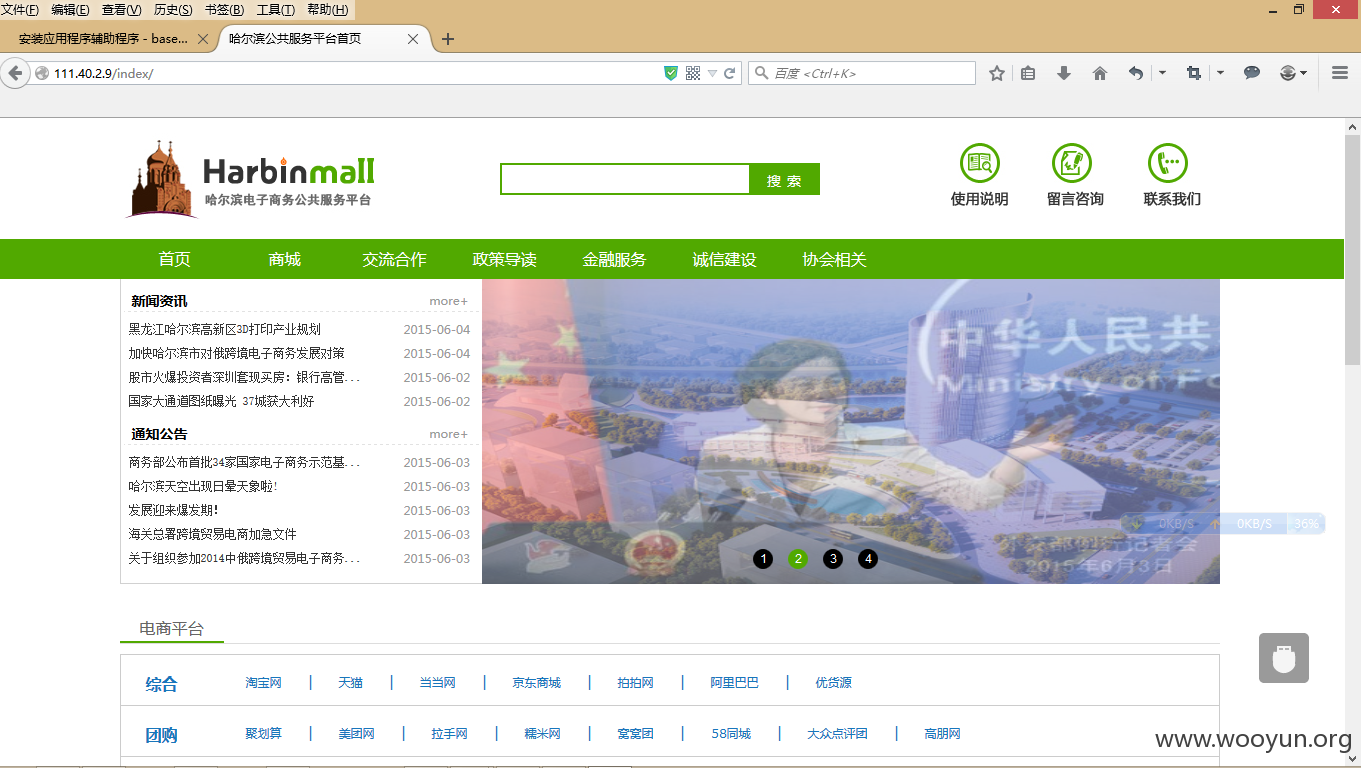 文件(F) 编辑(E) 查看(V) 历史(S) 书签(B) 工具(T) 帮助(H)
安装应用程序辅助程序 - base... 哈尔滨公共服务平台首页
111.40.2.9/index/ 百度 <Ctrl+K>
Harbinmall
哈尔滨电子商务公共服务平台
搜 索
使用说明 留言咨询 联系我们
首页 商城 交流合作 政策导读 金融服务 诚信建设 协会相关
新闻资讯 more+
黑龙江哈尔滨高新区3D打印产业规划 2015-06-04
加快哈尔滨市对俄跨境电子商务发展对策 2015-06-04
股市火爆投资者深圳套现买房：银行高管... 2015-06-02
国家大通道图纸曝光 37城获大利好 2015-06-02
通知公告 more+
商务部公布首批34家国家电子商务示范基... 2015-06-03
哈尔滨天空出现日晕天象啦! 2015-06-03
发展迎来爆发期! 2015-06-03
海关总署跨境贸易电商加急文件 2015-06-03
关于组织参加2014中俄跨境贸易电子商务... 2015-06-03
中华人民共
Ministry of Fo
0KB/S 0KB/S 36%
2015年6月3日
1 2 3 4
电商平台
综合 淘宝网 | 天猫 | 当当网 | 京东商城 | 拍拍网 | 阿里巴巴 | 优货源
团购 聚划算 | 美团网 | 拉手网 | 糯米网 | 窝窝团 | 58同城 | 大众点评团 | 高朋网
www.wooyun.org